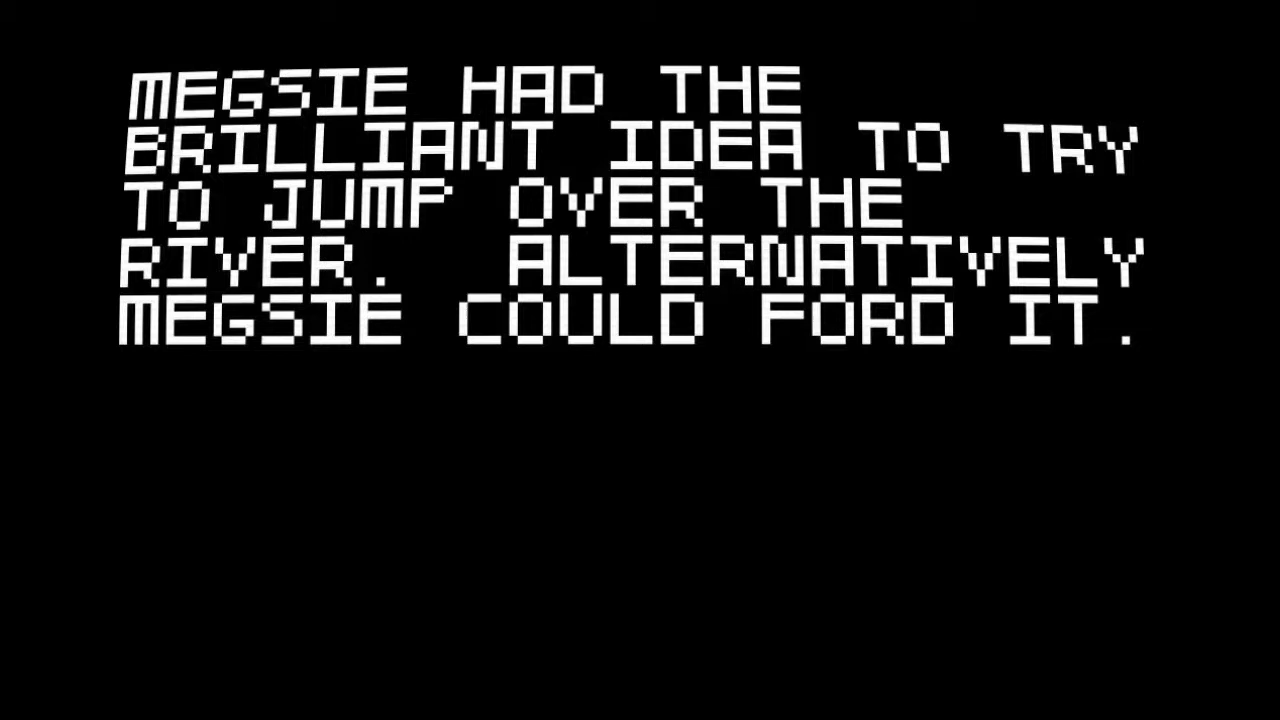 MEGSIE HAD THE
BRILLIANT IDEA TO TRY
TO JUMP OVER THE
RIVER.  ALTERNATIVELY
MEGSIE COULD FORD IT.